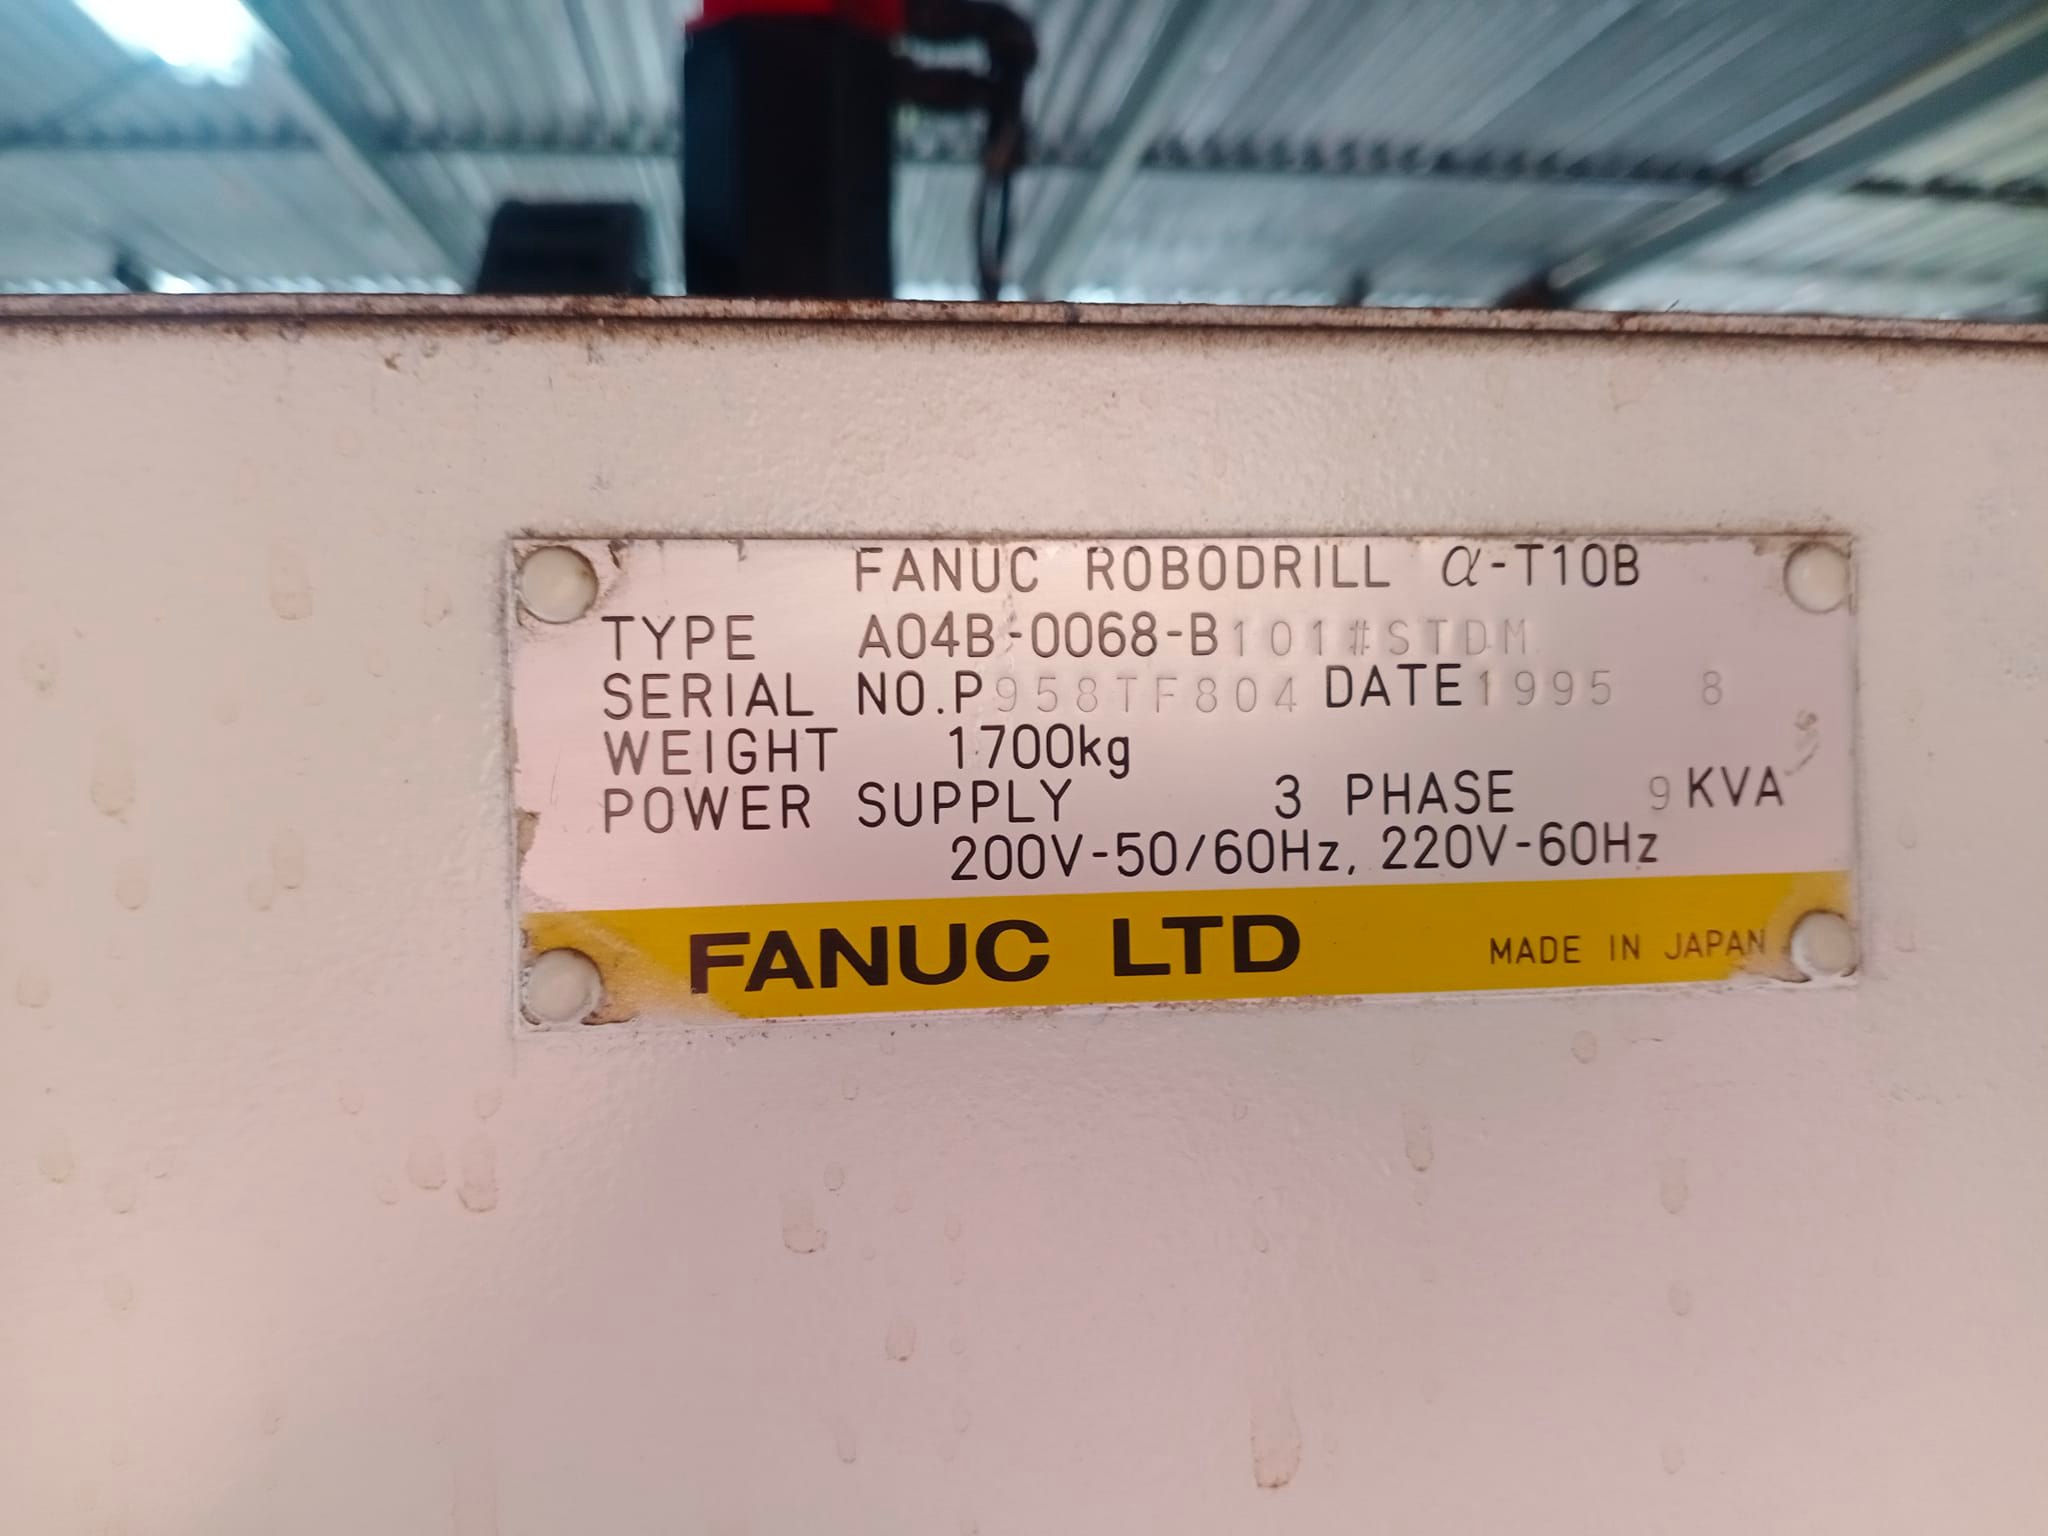 FANUC ROBODRILL α-T10B
TYPE A04B-0068-B101#STDM
SERIAL NO.P958TF804 DATE 1995 8
WEIGHT 1700kg
POWER SUPPLY 3 PHASE 9 KVA
200V-50/60Hz, 220V-60Hz
FANUC LTD MADE IN JAPAN